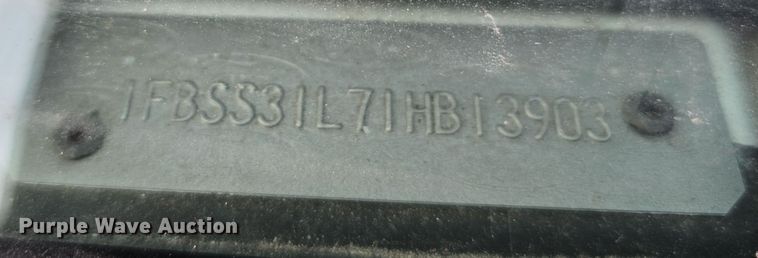 1FBSS31L71HB13903
Purple Wave Auction